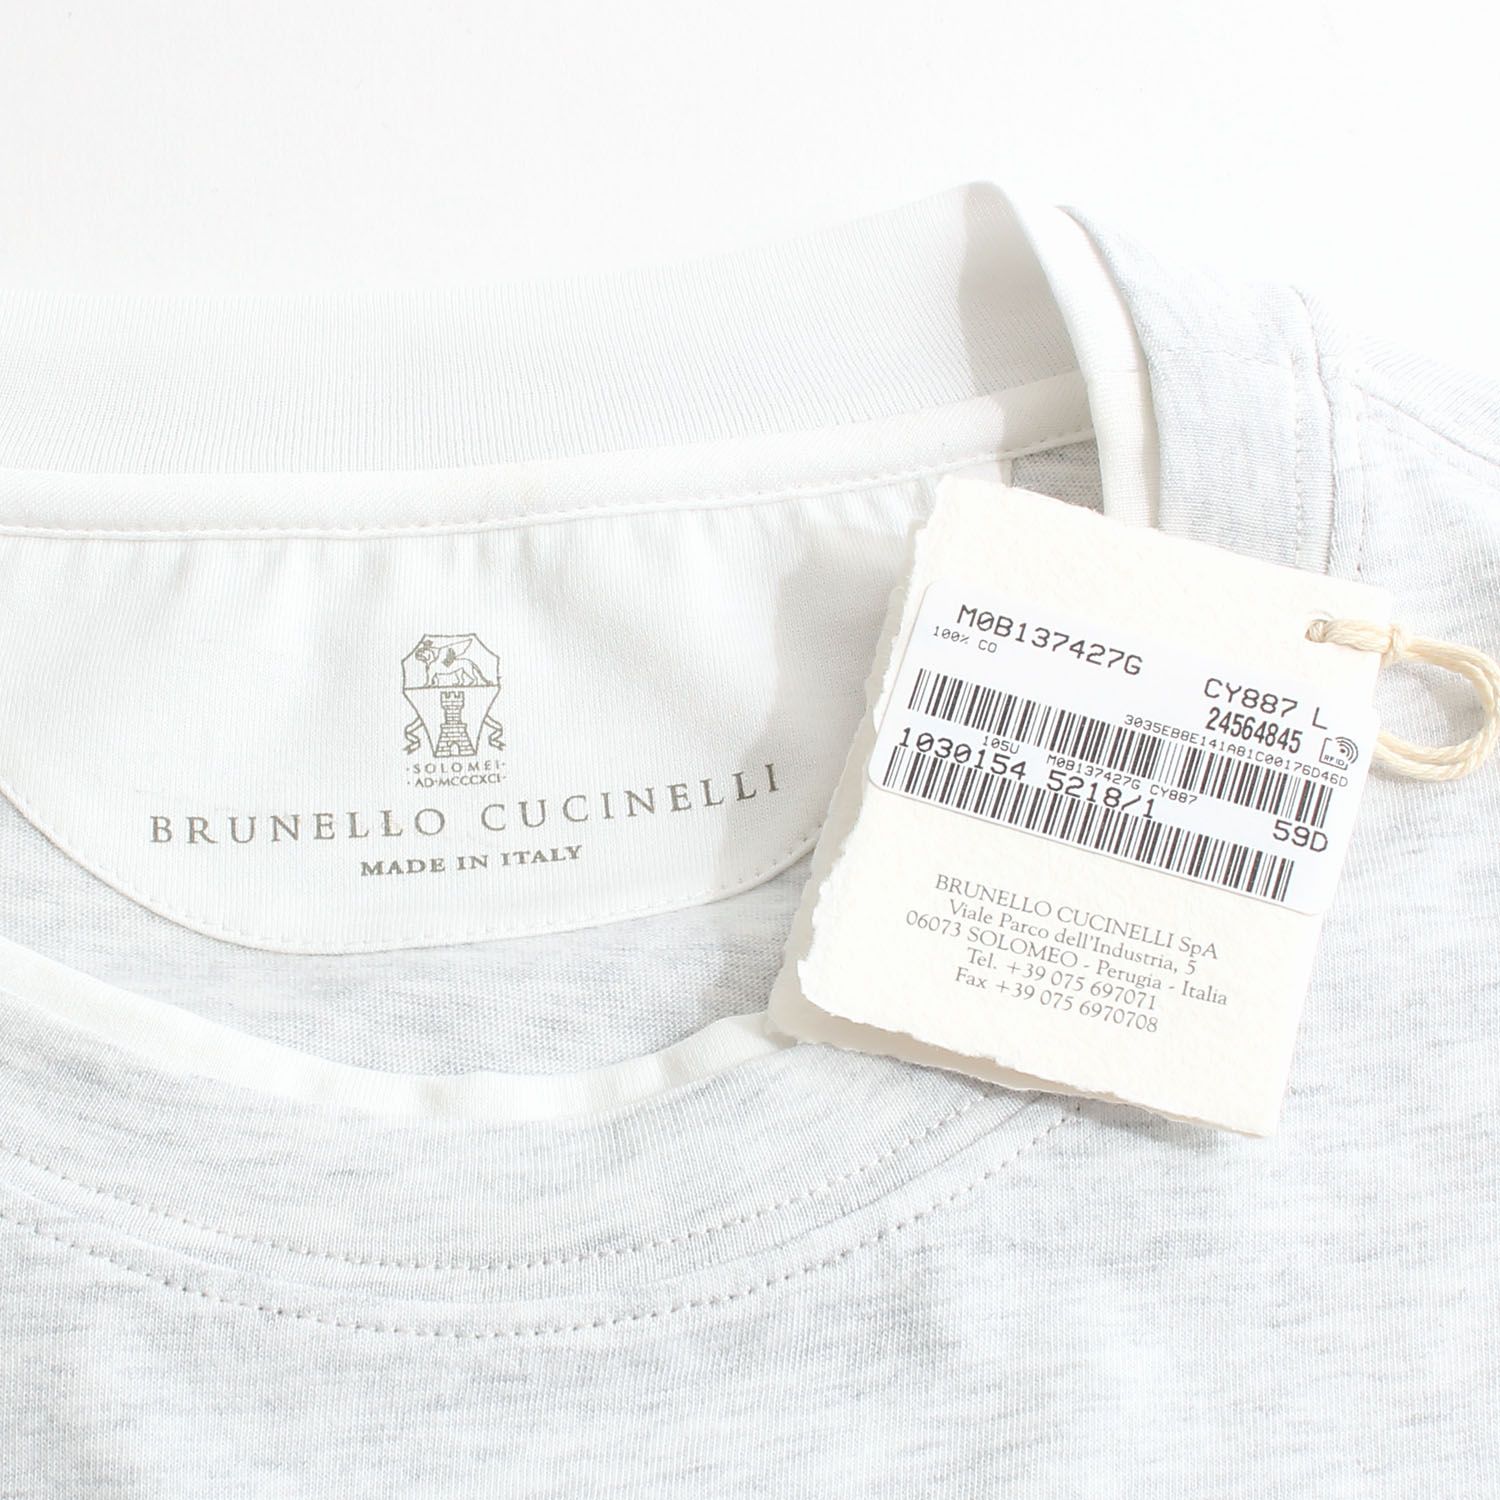 ·SOLOMEI·
·AD·MCCCXCI·
BRUNELLO CUCINELLI
MADE IN ITALY
M0B137427G CY887 L
100% CO
24564845
3035EB8E141A81C00176D46D
RFID
105U M0B137427G CY887
1030154 5218/1 59D
BRUNELLO CUCINELLI SpA
Viale Parco dell'Industria, 5
06073 SOLOMEO - Perugia - Italia
Tel. +39 075 697071
Fax +39 075 6970708